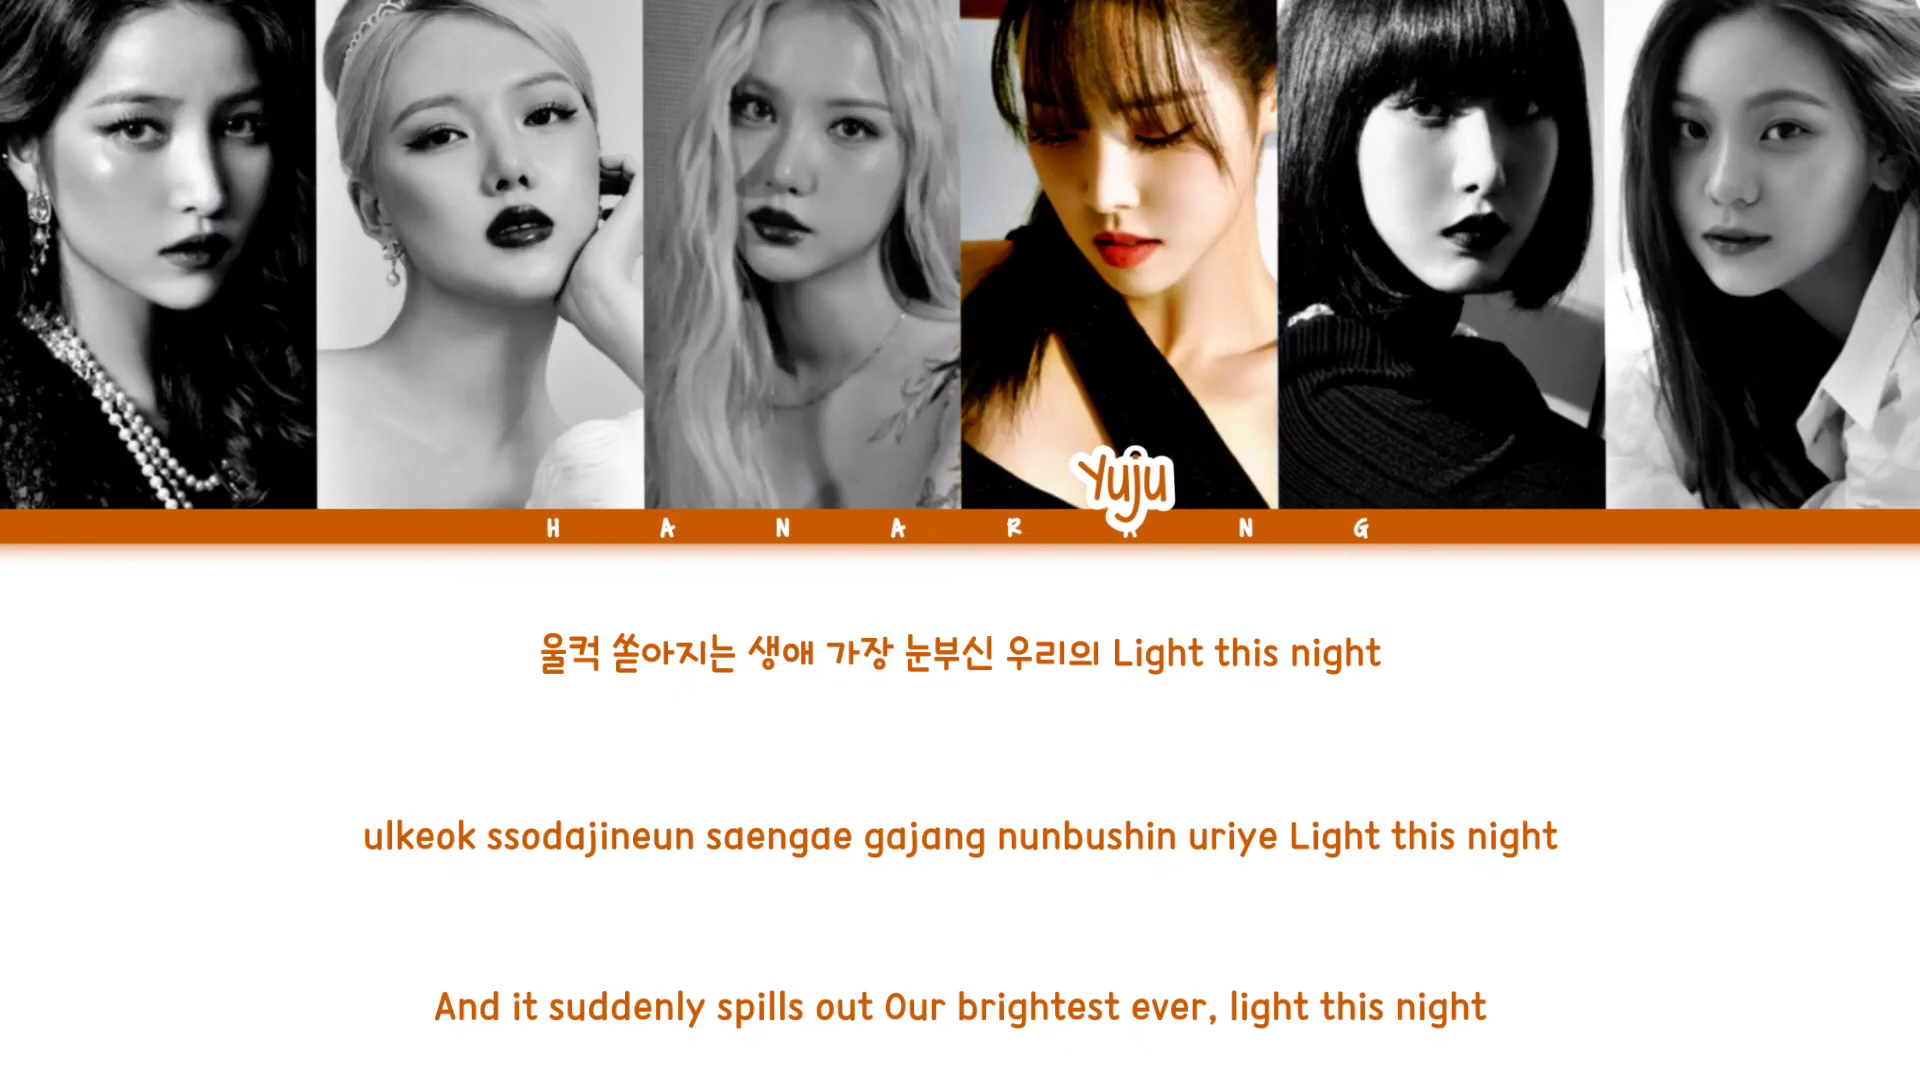 Yuju
HANARANG
울컥 쏟아지는 생애 가장 눈부신 우리의 Light this night
ulkeok ssodajineun saengae gajang nunbushin uriye Light this night
And it suddenly spills out Our brightest ever, light this night